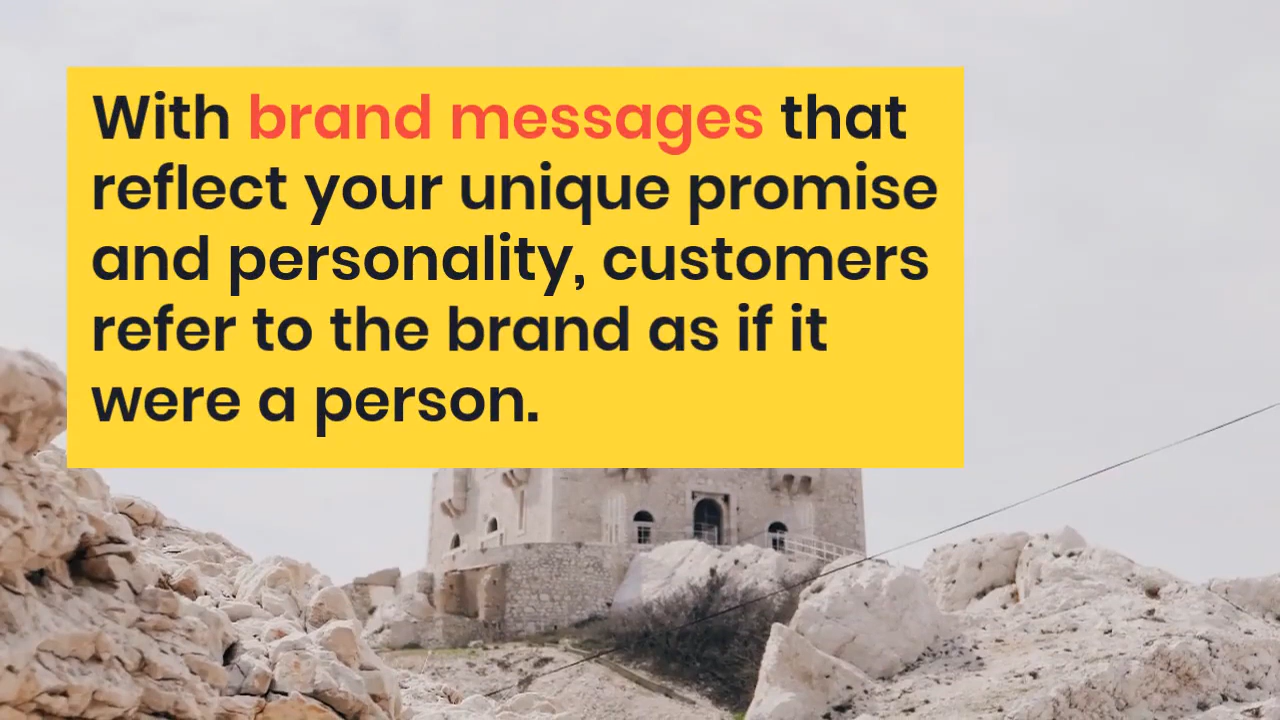 With brand messages that
reflect your unique promise
and personality, customers
refer to the brand as if it
were a person.